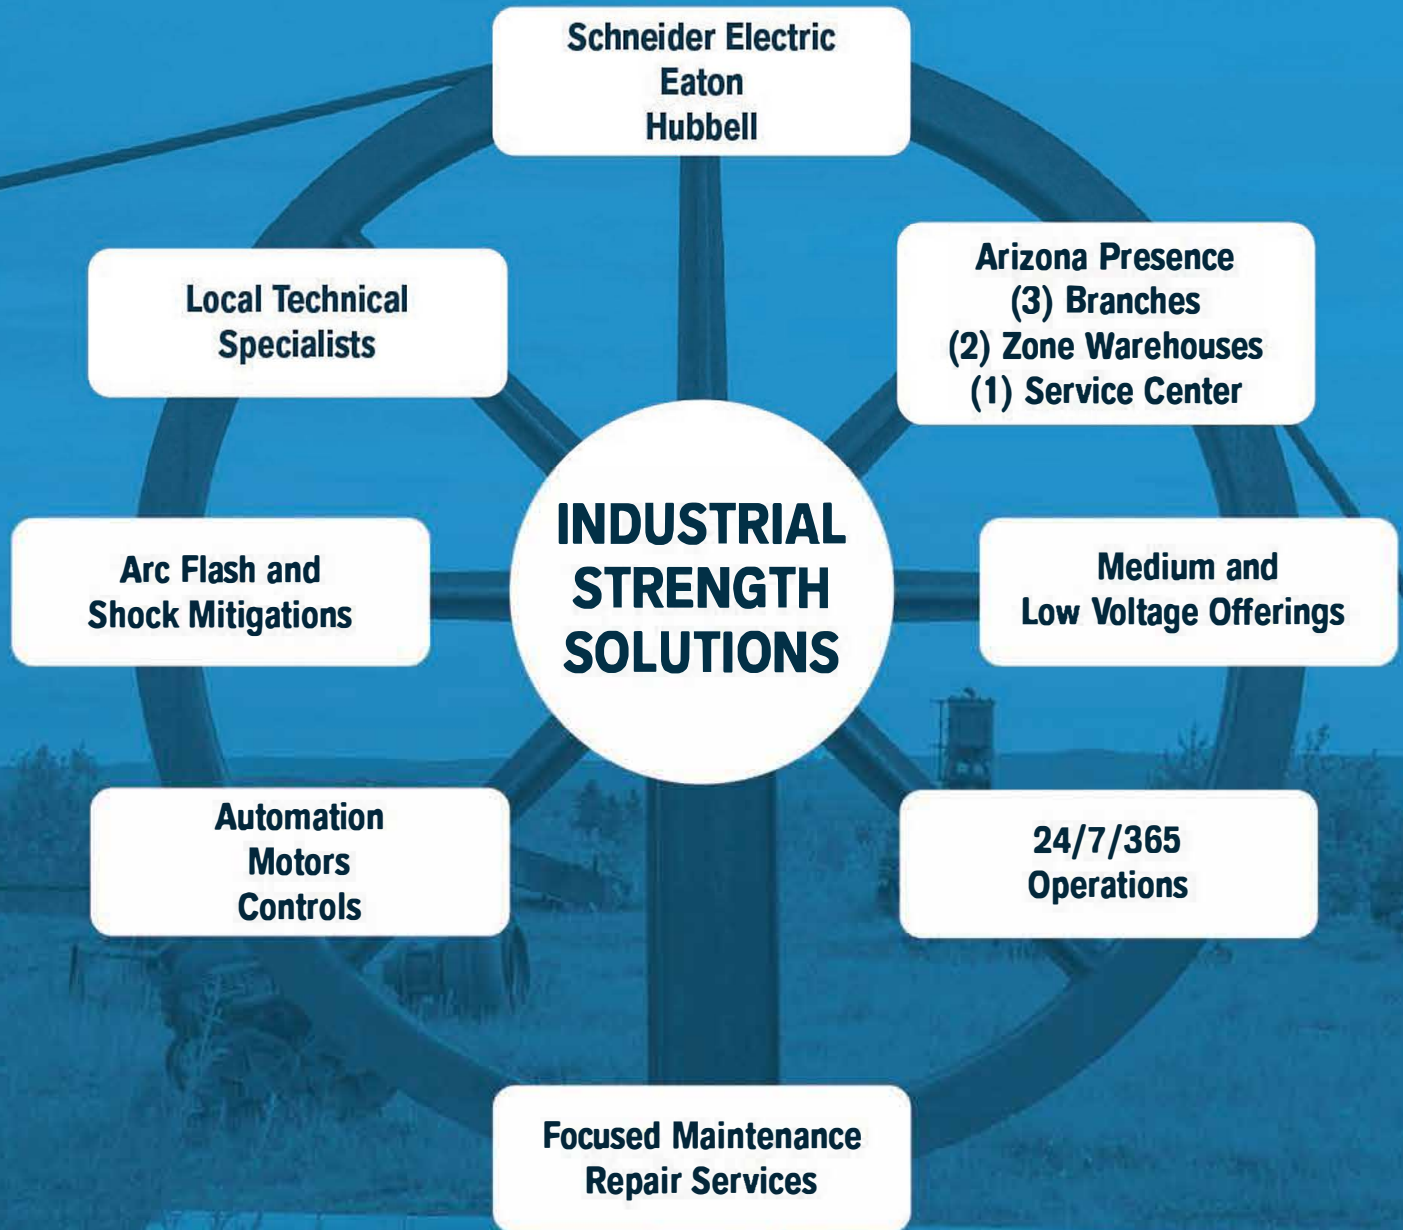 Schneider Electric
Eaton
Hubbell
Local Technical
Specialists
Arizona Presence
(3) Branches
(2) Zone Warehouses
(1) Service Center
INDUSTRIAL
STRENGTH
SOLUTIONS
Arc Flash and
Shock Mitigations
Medium and
Low Voltage Offerings
Automation
Motors
Controls
24/7/365
Operations
Focused Maintenance
Repair Services